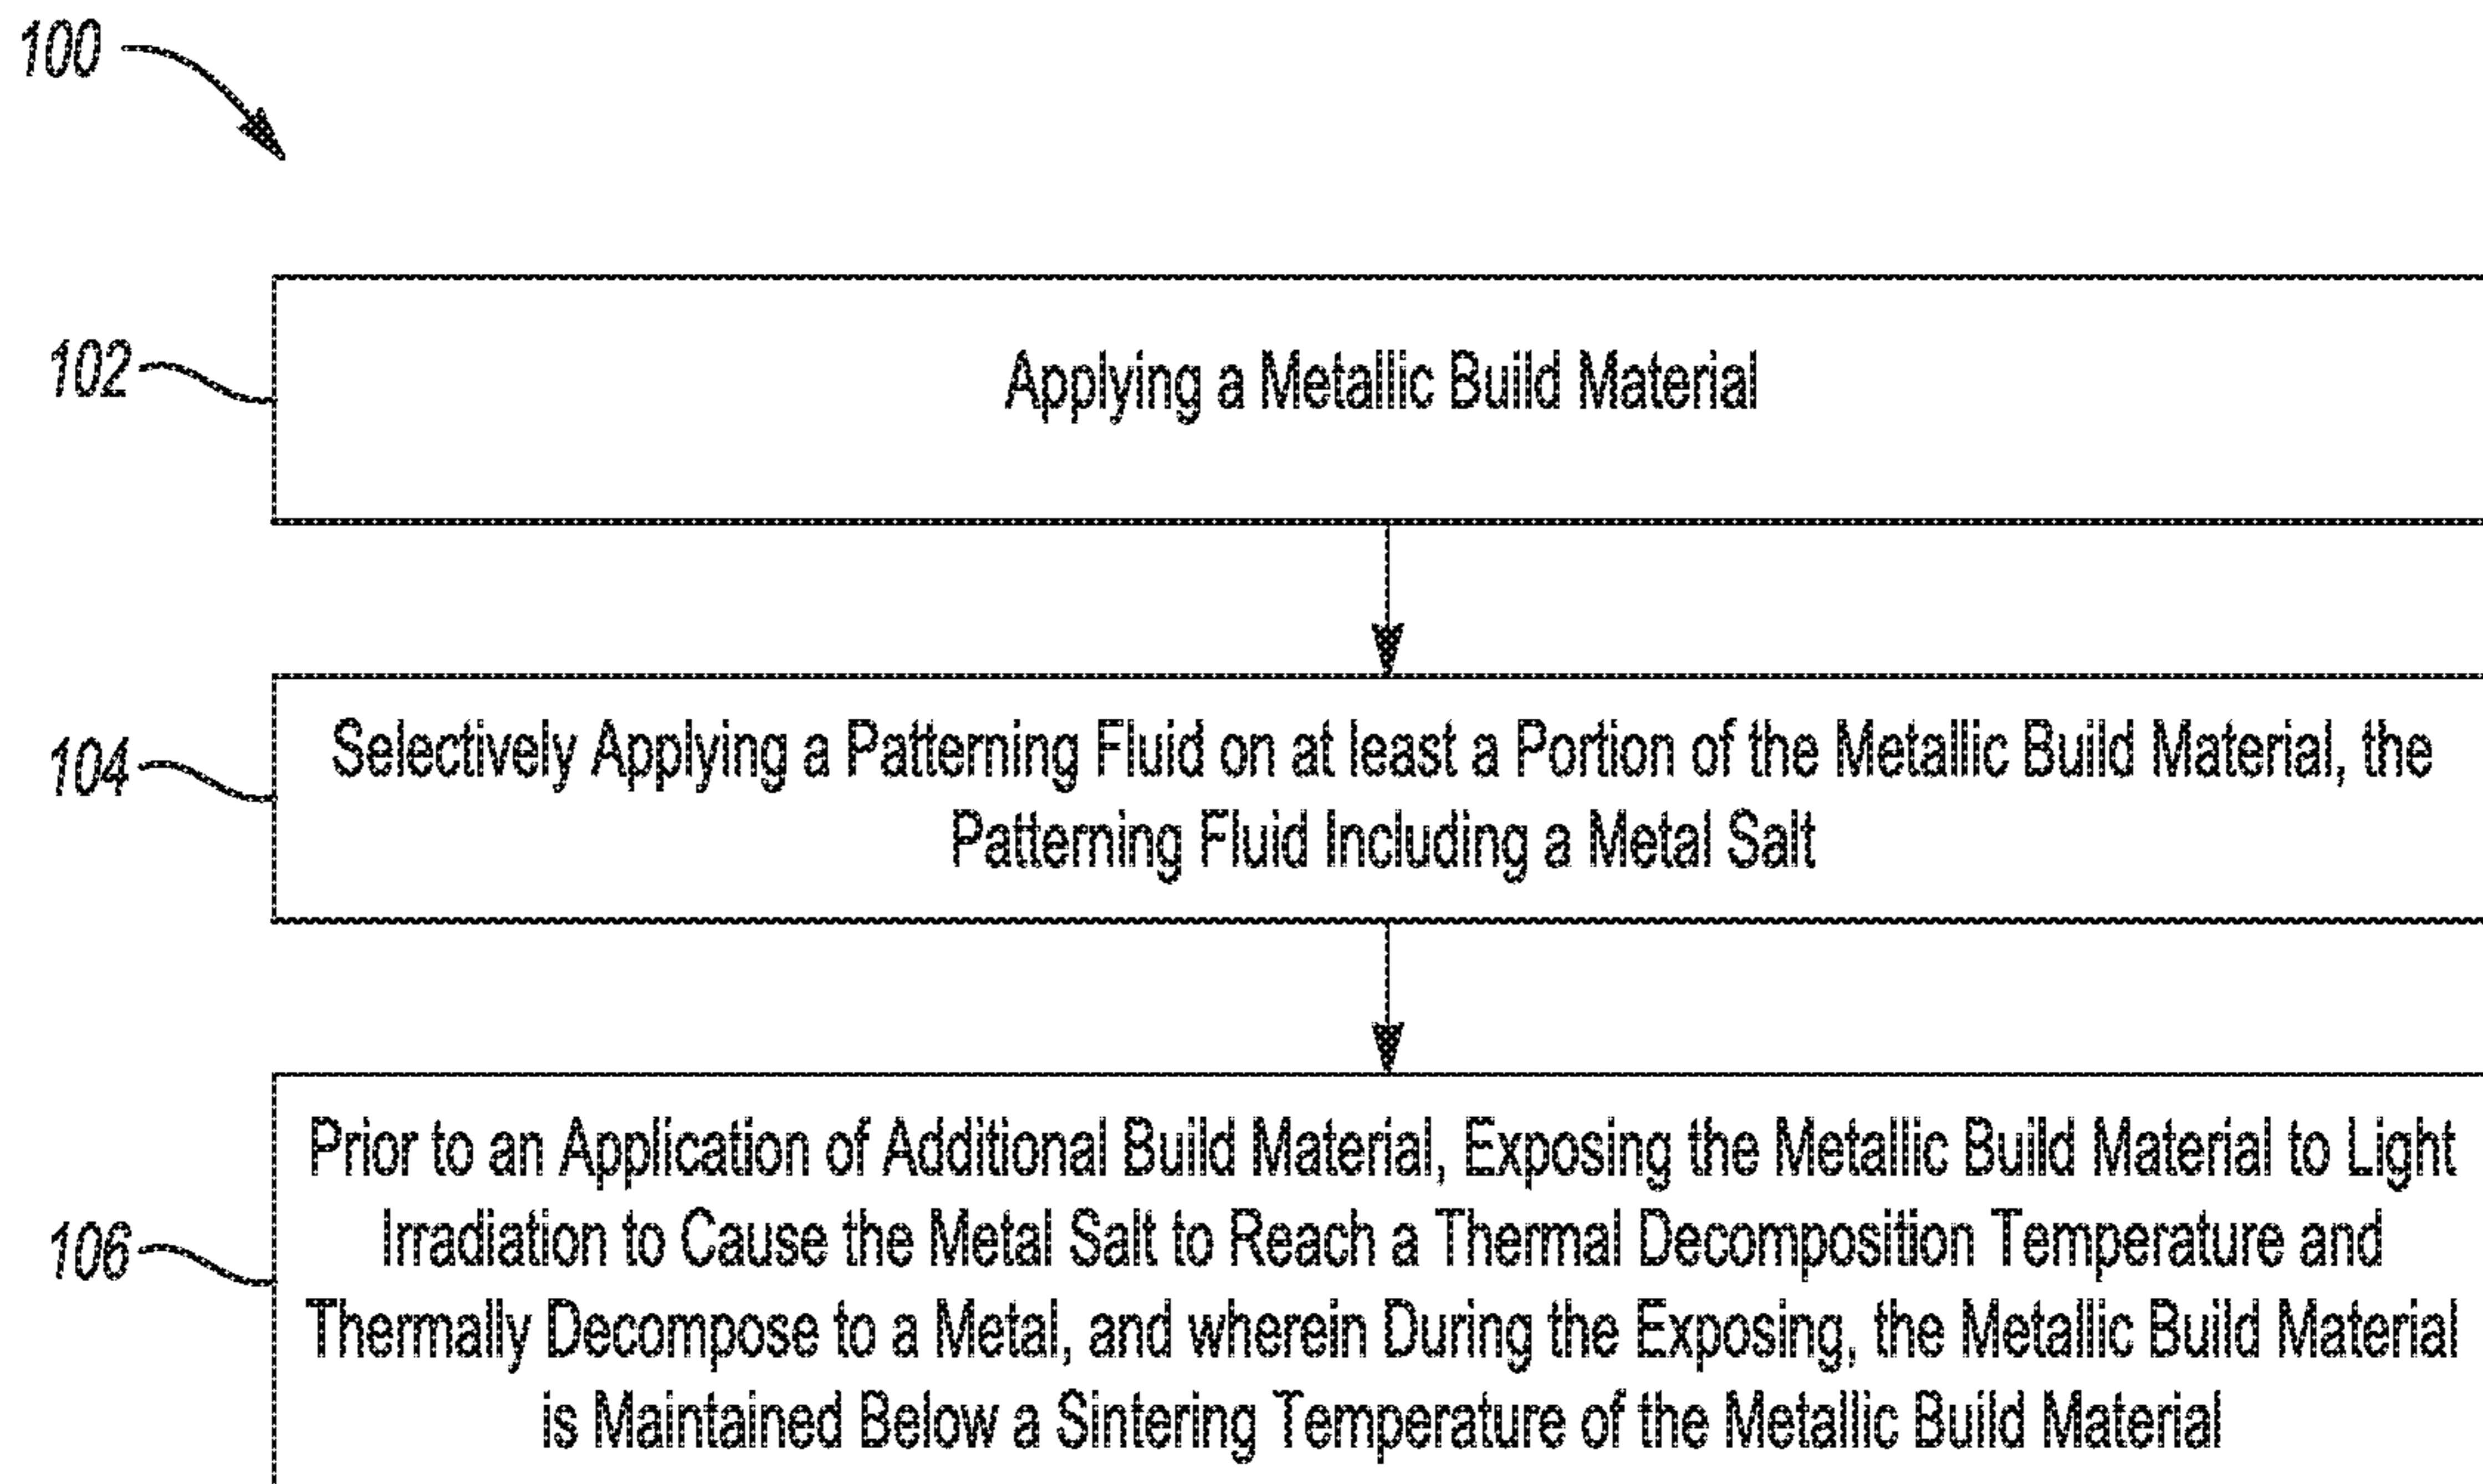 100
102
Applying a Metallic Build Material
104
Selectively Applying a Patterning Fluid on at least a Portion of the Metallic Build Material, the
Patterning Fluid Including a Metal Salt
106
Prior to an Application of Additional Build Material, Exposing the Metallic Build Material to Light
Irradiation to Cause the Metal Salt to Reach a Thermal Decomposition Temperature and
Thermally Decompose to a Metal, and wherein During the Exposing, the Metallic Build Material
is Maintained Below a Sintering Temperature of the Metallic Build Material